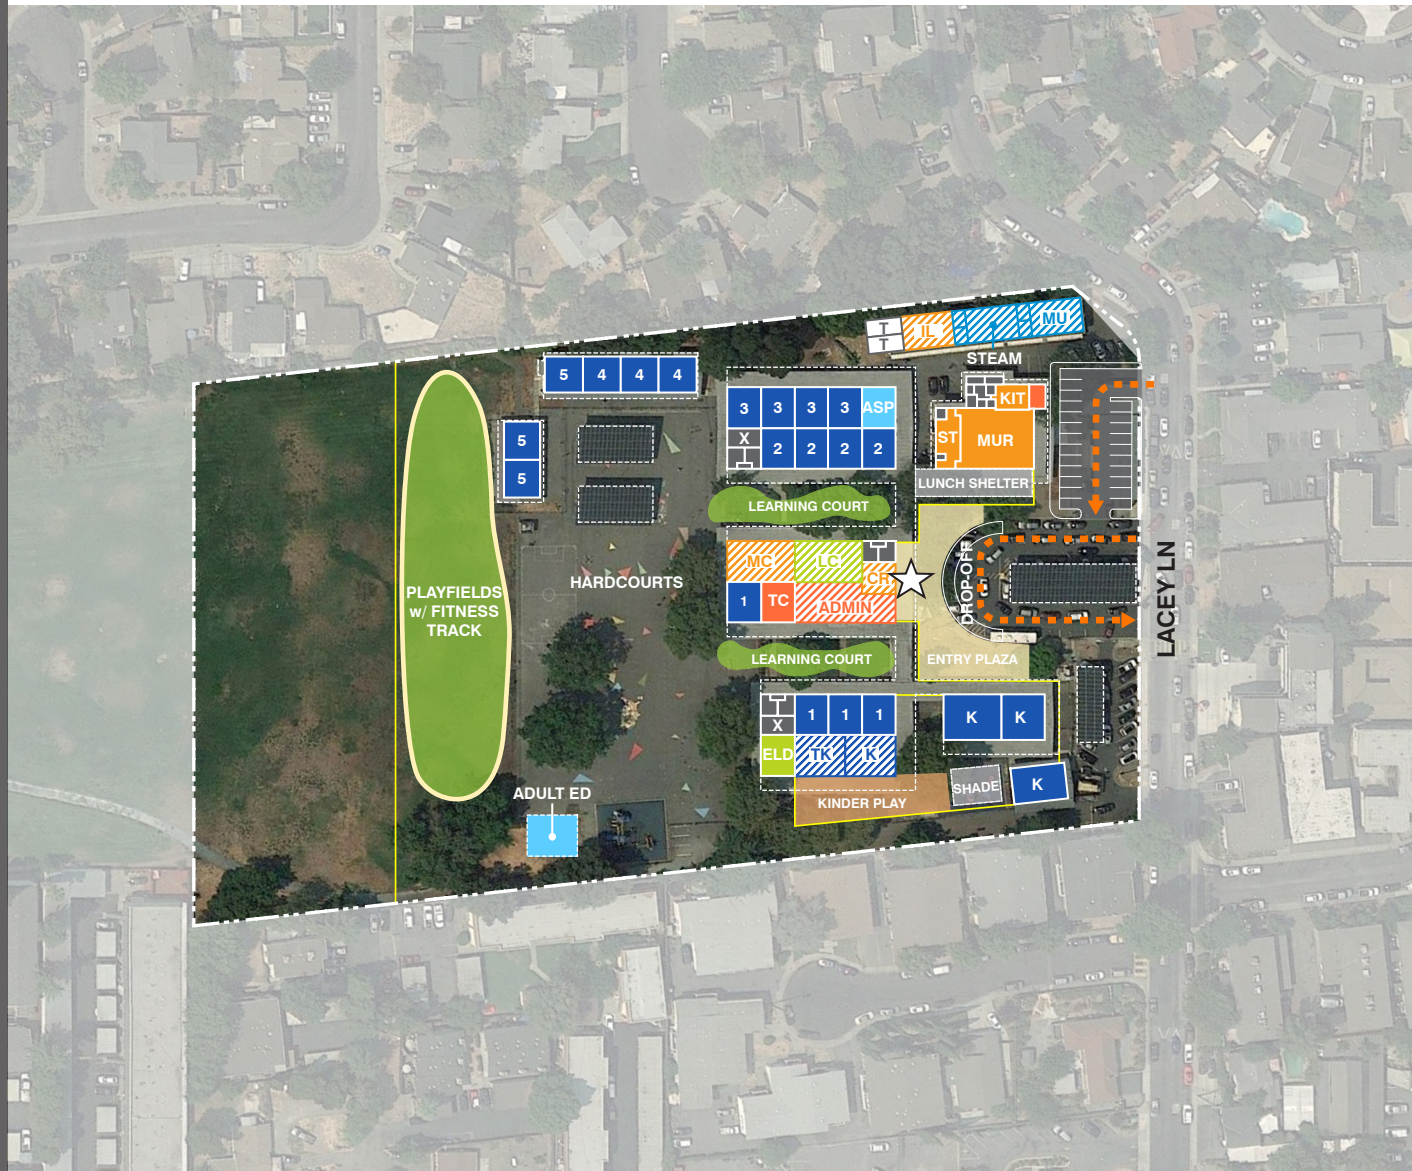 T
T
IL
MU
STEAM
5
4
4
4
KIT
3
3
3
3
ASP
ST
MUR
X
2
2
2
2
5
5
LUNCH SHELTER
LEARNING COURT
MC
LC
CR
HARDCOURTS
DROP-OFF
LACEY LN
1
TC
ADMIN
PLAYFIELDS
w/ FITNESS
TRACK
LEARNING COURT
ENTRY PLAZA
1
1
1
K
K
X
ELD
TK
K
SHADE
K
ADULT ED
KINDER PLAY